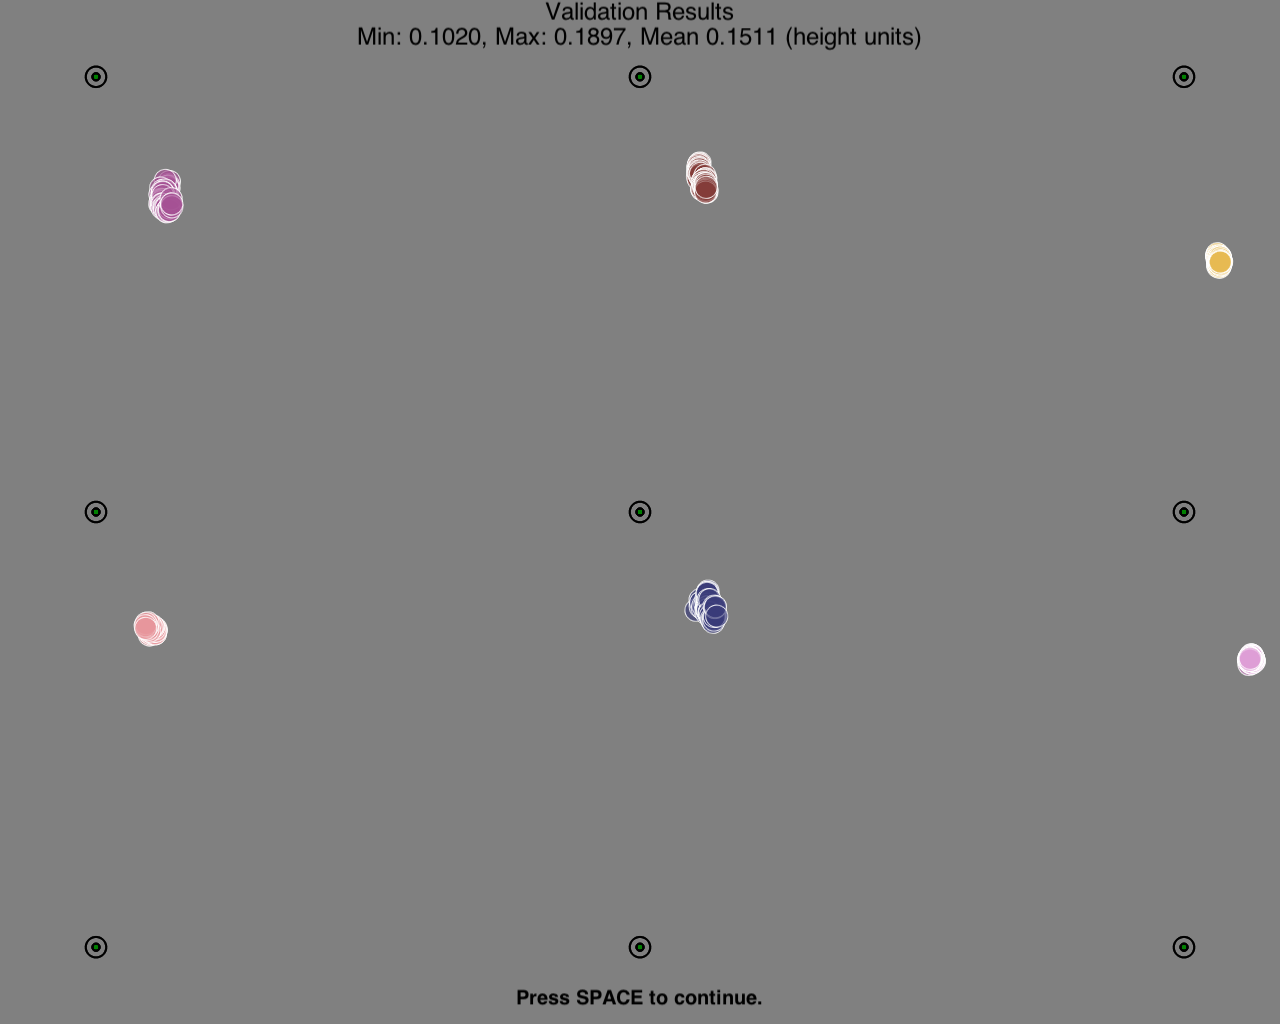 Validation Results
Min: 0.1020, Max: 0.1897, Mean 0.1511 (height units)
Press SPACE to continue.